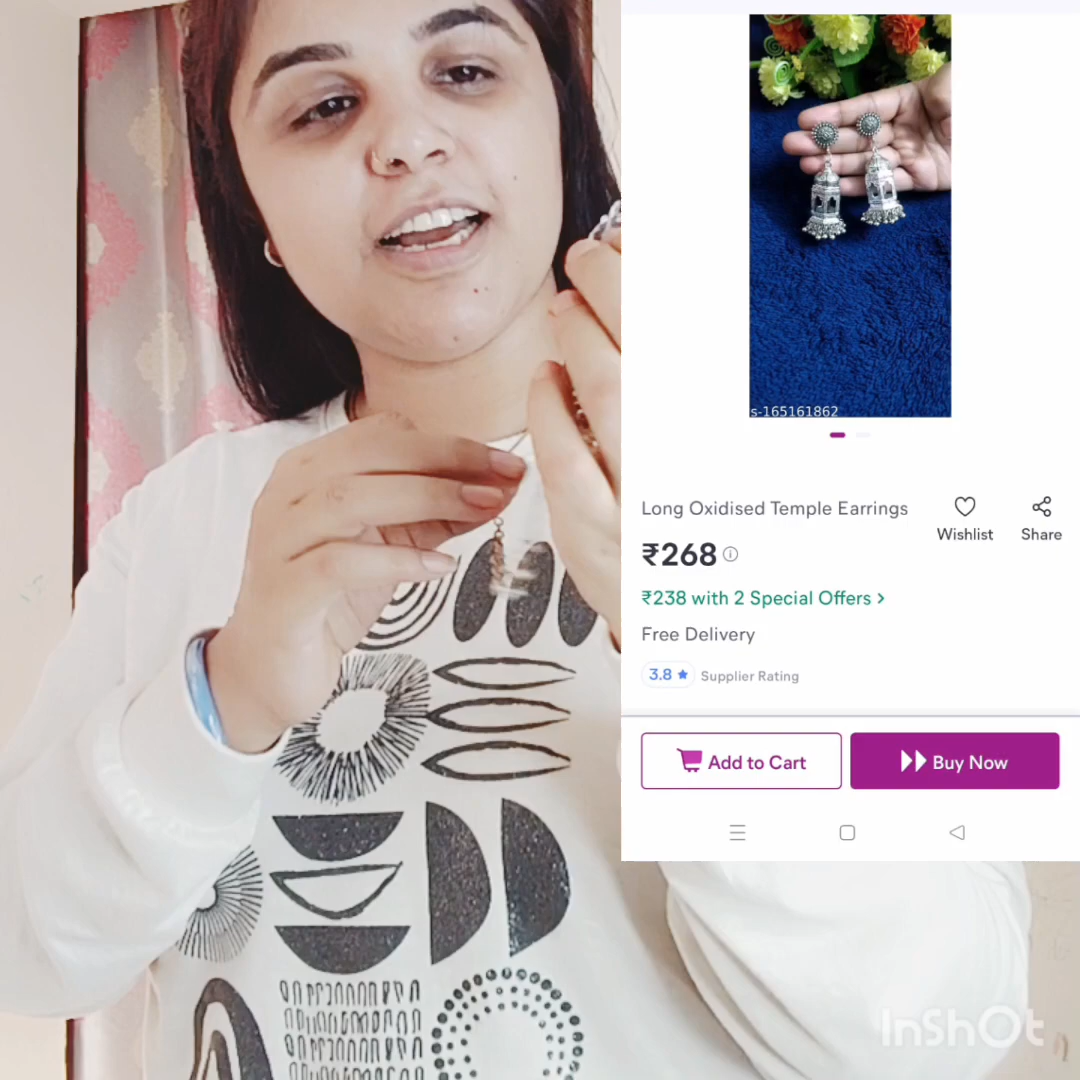 s-165161862
Long Oxidised Temple Earrings
Wishlist
Share
₹268
₹238 with 2 Special Offers >
Free Delivery
3.8 ★ Supplier Rating
Add to Cart
Buy Now
InShOt